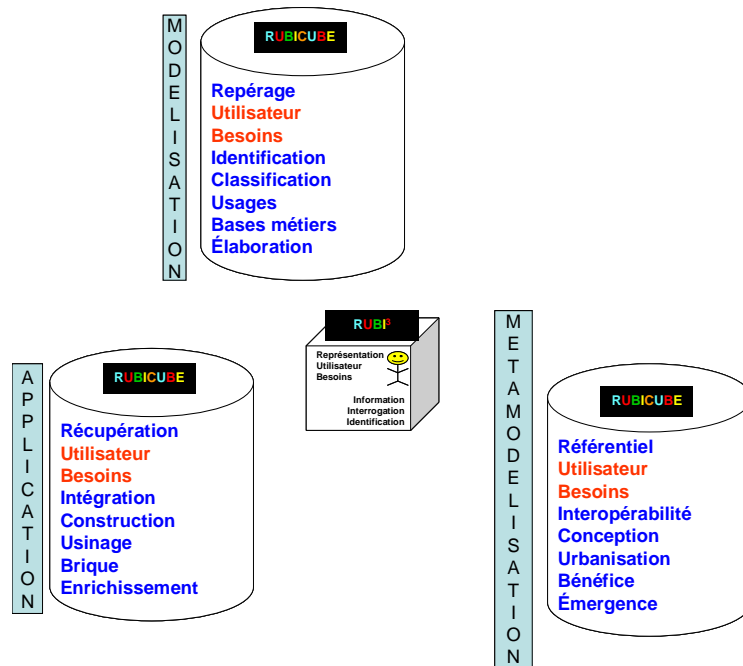 MODELISATION
RUBICUBE
Repérage
Utilisateur
Besoins
Identification
Classification
Usages
Bases métiers
Élaboration
APPLICATION
RUBICUBE
Récupération
Utilisateur
Besoins
Intégration
Construction
Usinage
Brique
Enrichissement
RUBI³
Représentation
Utilisateur
Besoins
Information
Interrogation
Identification
METAMODELISATION
RUBICUBE
Référentiel
Utilisateur
Besoins
Interopérabilité
Conception
Urbanisation
Bénéfice
Émergence